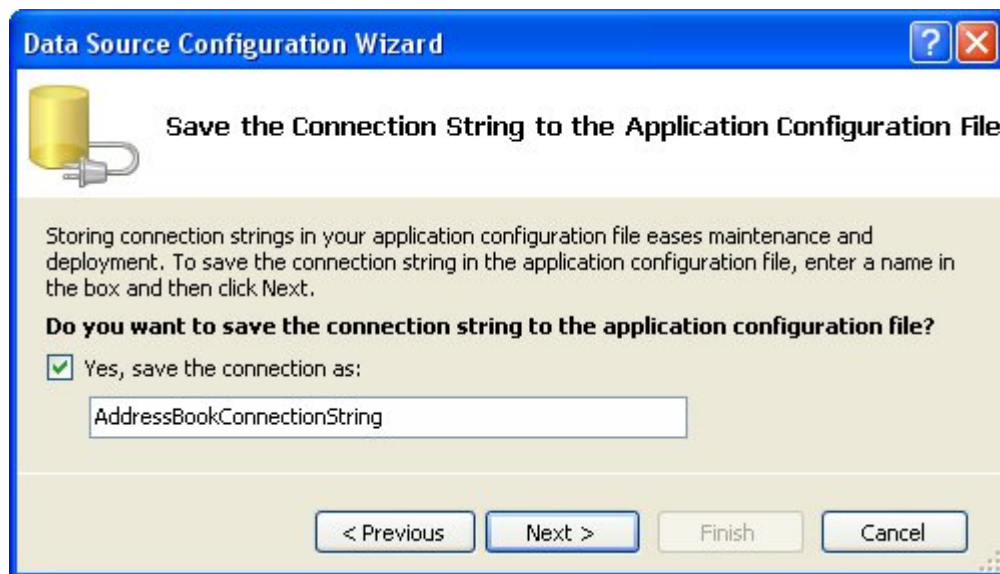 Data Source Configuration Wizard
Save the Connection String to the Application Configuration File
Storing connection strings in your application configuration file eases maintenance and
deployment. To save the connection string in the application configuration file, enter a name in
the box and then click Next.
Do you want to save the connection string to the application configuration file?
Yes, save the connection as:
AddressBookConnectionString
< Previous Next > Finish Cancel